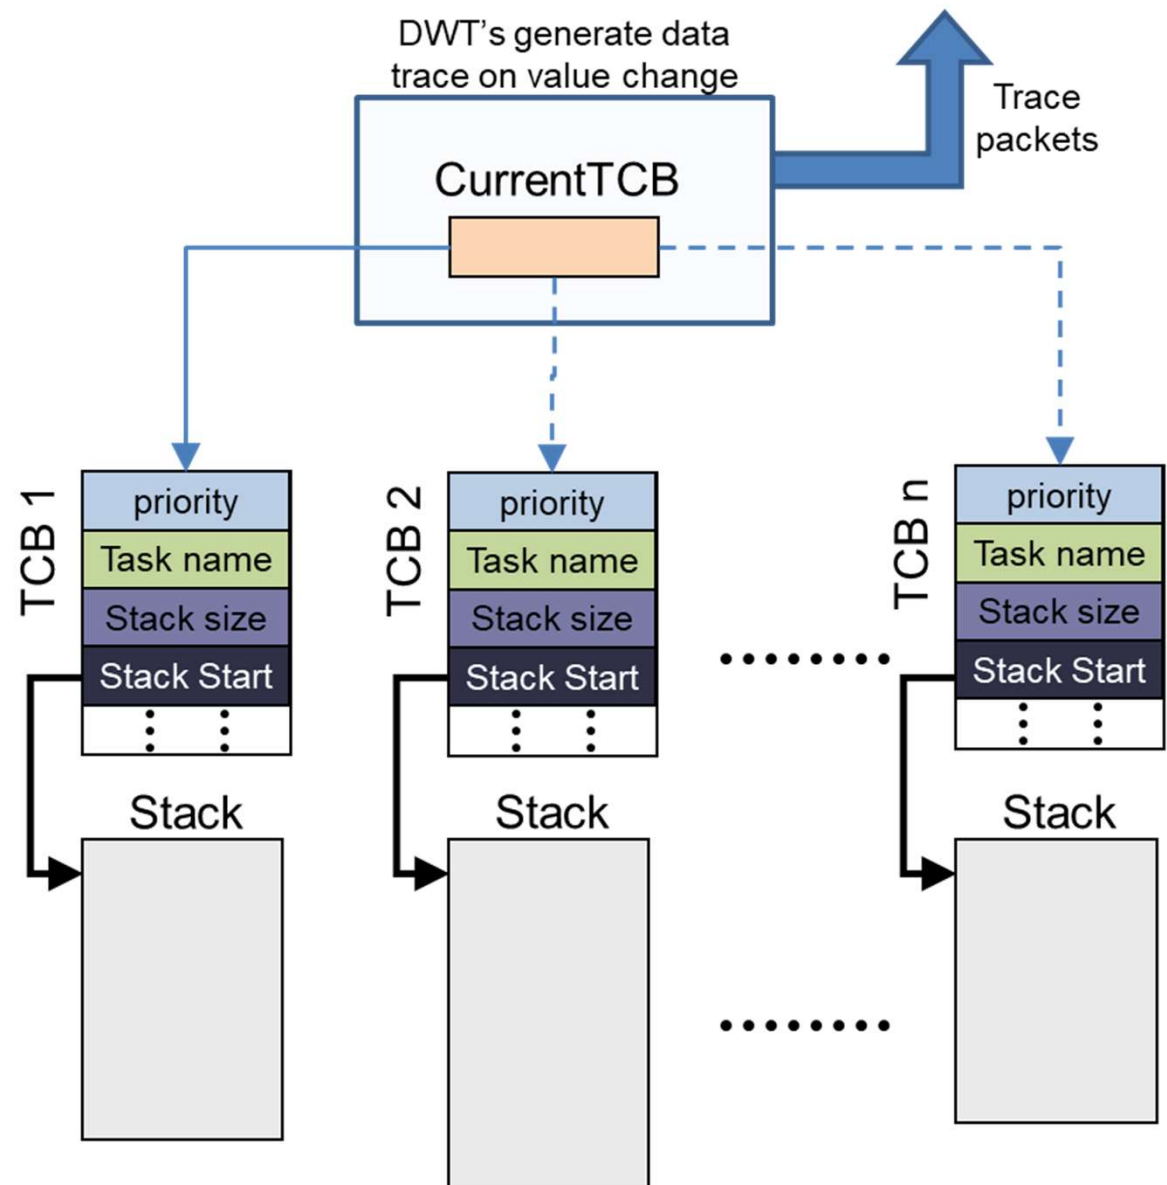 DWT's generate data
trace on value change
Trace
packets
CurrentTCB
TCB 1
priority
Task name
Stack size
Stack Start
Stack
TCB 2
priority
Task name
Stack size
Stack Start
Stack
TCB n
priority
Task name
Stack size
Stack Start
Stack